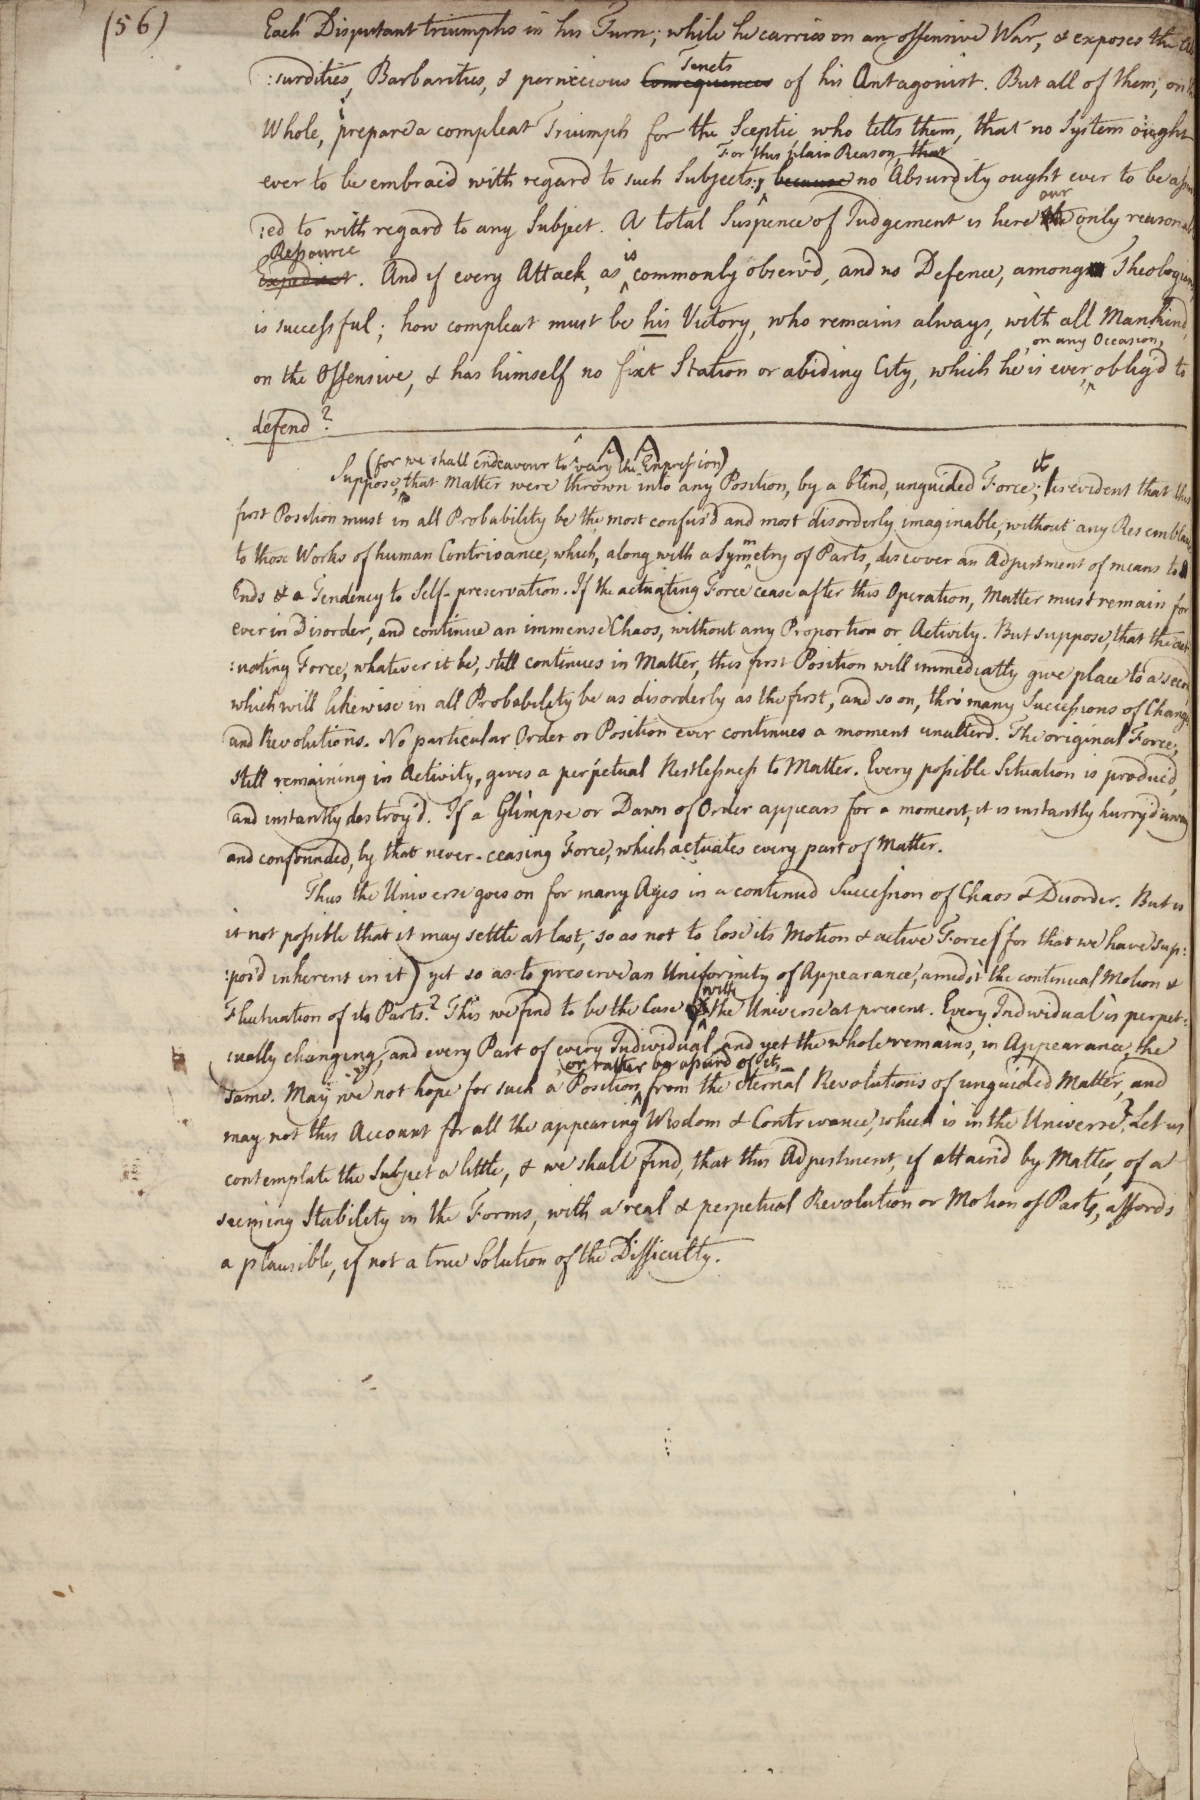 (56)
Each Disputant triumphs in his Turn; while he carries on an offensive War, & exposes the Ab
:surdities, Barbarities, & pernicious Consequences Tenets of his Antagonist. But all of them, on the
Whole, prepare a compleat Triumph for the Sceptic who tells them, that no System ought
For this plain Reason, that
ever to be embrac'd with regard to such Subjects: because no Absurdity ought ever to be assent
our
:ed to with regard to any Subject. A total Suspence of Judgement is here the only reasonable
Ressource
Expedient. And if every Attack, as is commonly observ'd, and no Defence, among Theologians,
is successful; how compleat must be his Victory, who remains always, with all Mankind,
on any Occasion,
on the Offensive, & has himself no fixt Station or abiding City, which he is ever, oblig'd to
defend?
AA
(for we shall endeavour to vary the Expression)
Suppose, that Matter were thrown into any Position, by a blind, unguided Force; it is evident that this
first Position must in all Probability be the most confus'd and most disorderly imaginable, without any Resemblance
to those Works of human Contrivance, which, along with a Symmetry of Parts, discover an Adjustment of means to
Ends & a Tendency to Self-preservation. If the actuating Force cease after this Operation, Matter must remain for
ever in Disorder, and continue an immense Chaos, without any Proportion or Activity. But suppose, that the act
:uating Force, whatever it be, still continues in Matter, this first Position will immediatly give place to a second
which will likewise in all Probability be as disorderly as the first, and so on, thro' many Successions of Changes
and Revolutions. No particular Order or Position ever continues a moment unalterd. The original Force,
still remaining in Activity, gives a perpetual Restlessness to Matter. Every possible Situation is produc'd,
and instantly destroy'd. If a Glimpse or Dawn of Order appears for a moment, it is instantly hurry'd away
and confounded, by that never-ceasing Force, which actuates every part of Matter.
Thus the Universe goes on for many Ages in a continud Succession of Chaos & Disorder. But is
it not possible that it may settle at last, so as not to lose its Motion & active Force (for that we have sup:
:pos'd inherent in it) yet so as to preserve an Uniformity of Appearance, amidst the continual Motion &
with
Fluctuation of its Parts? This we find to be the Case the Universe at present. Every Individual is perpet:
:ually changing, and every Part of every Individual and yet the whole remains, in Appearance, the
or rather be assurd of it,
same. May we not hope for such a Position, from the eternal Revolutions of unguided Matter, and
may not this Account for all the appearing Wisdom & Contrivance, which is in the Universe? Let us
contemplate the Subject a little, & we shall find, that this Adjustment, if attain'd by Matter, of a
seeming Stability in the Forms, with a real & perpetual Revolution or Motion of Parts, affords
a plausible, if not a true Solution of the Difficulty.